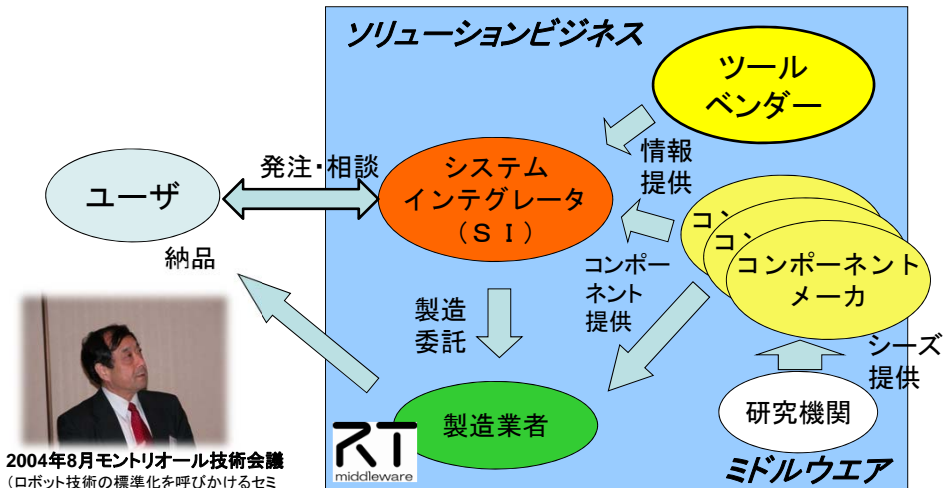 ソリューションビジネス
ツール
ベンダー
発注・相談
情報
提供
ユーザ
システム
インテグレータ
(SI)
コ
コ
コンポーネント
メーカ
納品
コンポー
ネント
提供
製造
委託
シーズ
提供
製造業者
研究機関
RT
middleware
ミドルウエア
2004年8月モントリオール技術会議
(ロボット技術の標準化を呼びかけるセミ